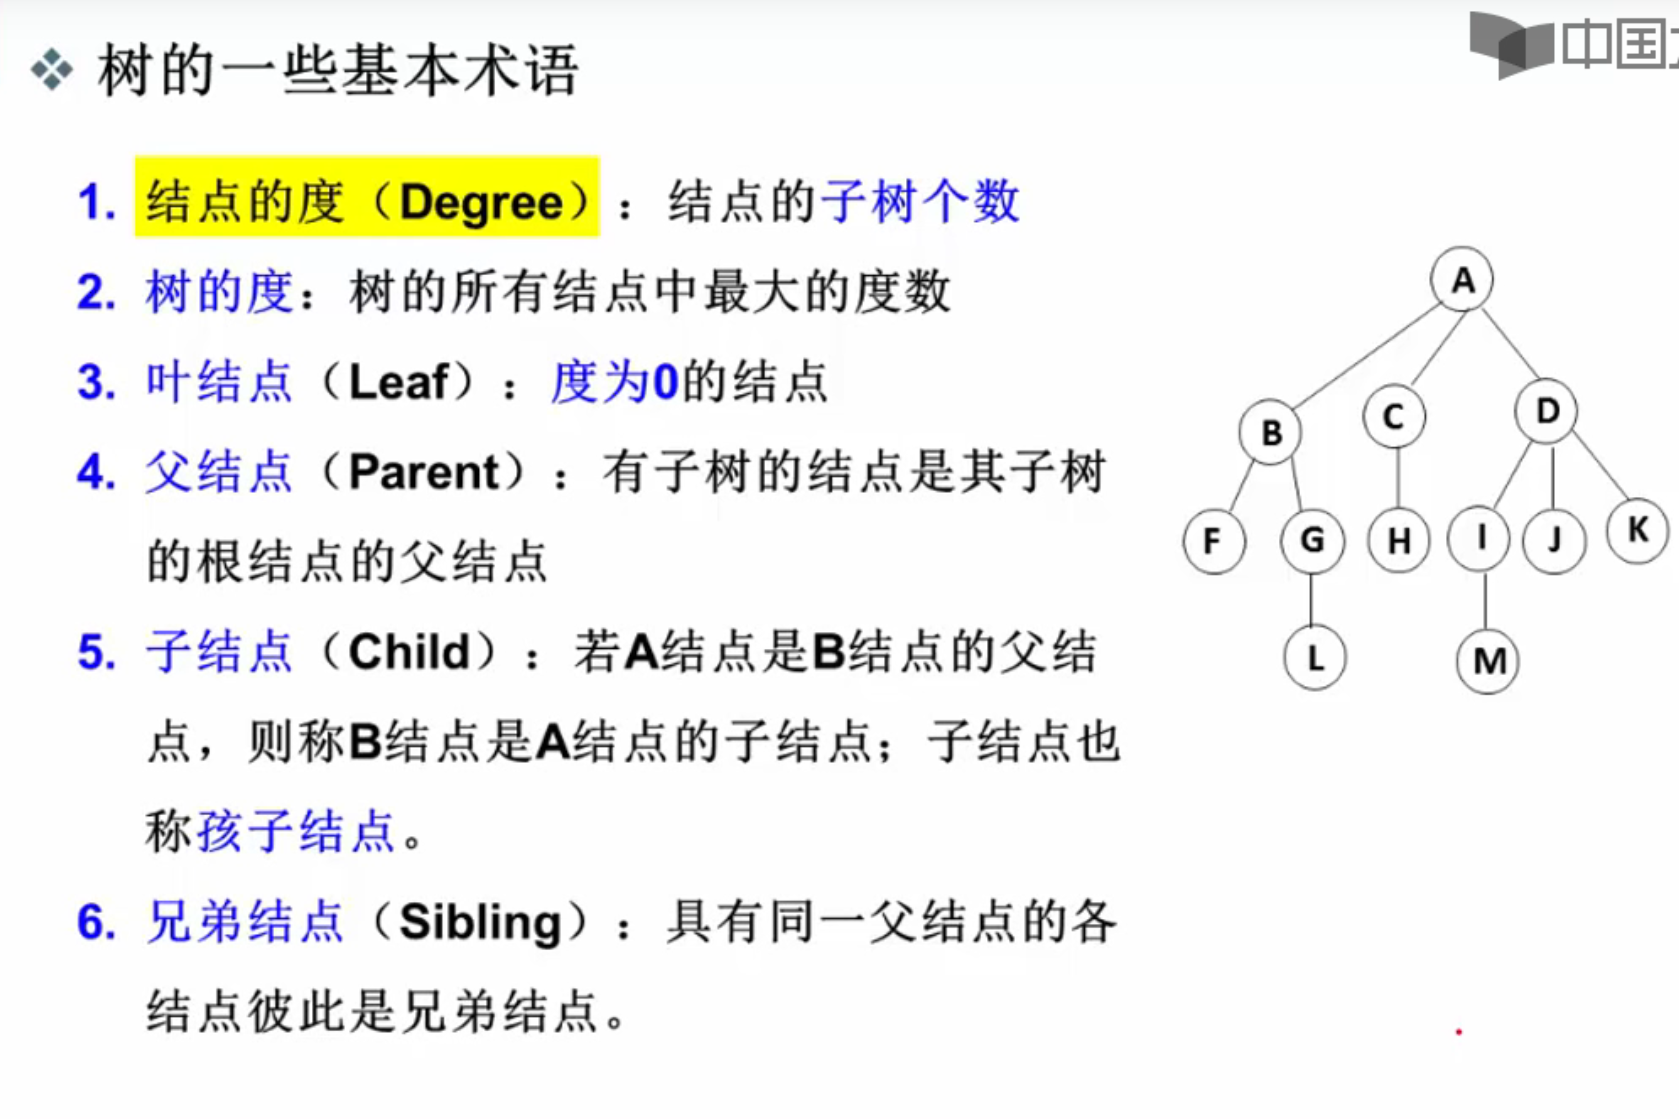 树的一些基本术语
中国大
1. 结点的度（Degree）：结点的子树个数
2. 树的度：树的所有结点中最大的度数
3. 叶结点（Leaf）：度为0的结点
4. 父结点（Parent）：有子树的结点是其子树
的根结点的父结点
5. 子结点（Child）：若A结点是B结点的父结
点，则称B结点是A结点的子结点；子结点也
称孩子结点。
6. 兄弟结点（Sibling）：具有同一父结点的各
结点彼此是兄弟结点。
A
B C D
F G H I J K
L M